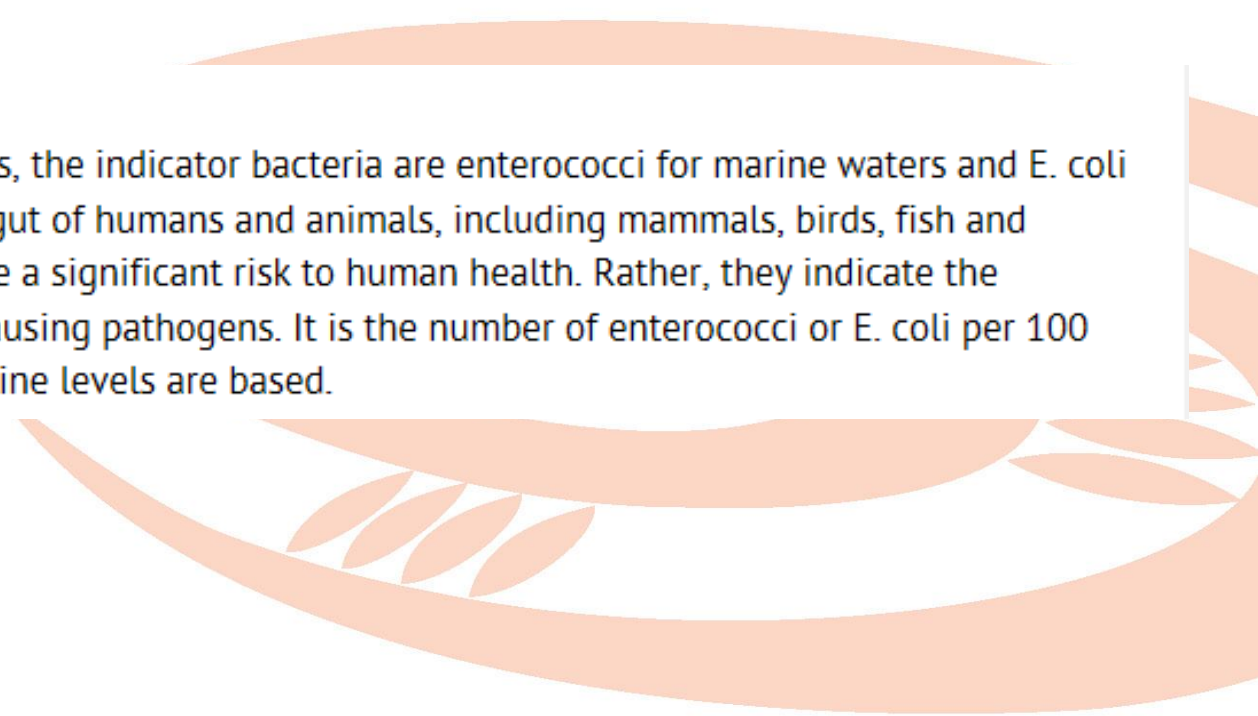 s, the indicator bacteria are enterococci for marine waters and E. coli
gut of humans and animals, including mammals, birds, fish and
e a significant risk to human health. Rather, they indicate the
using pathogens. It is the number of enterococci or E. coli per 100
ine levels are based.